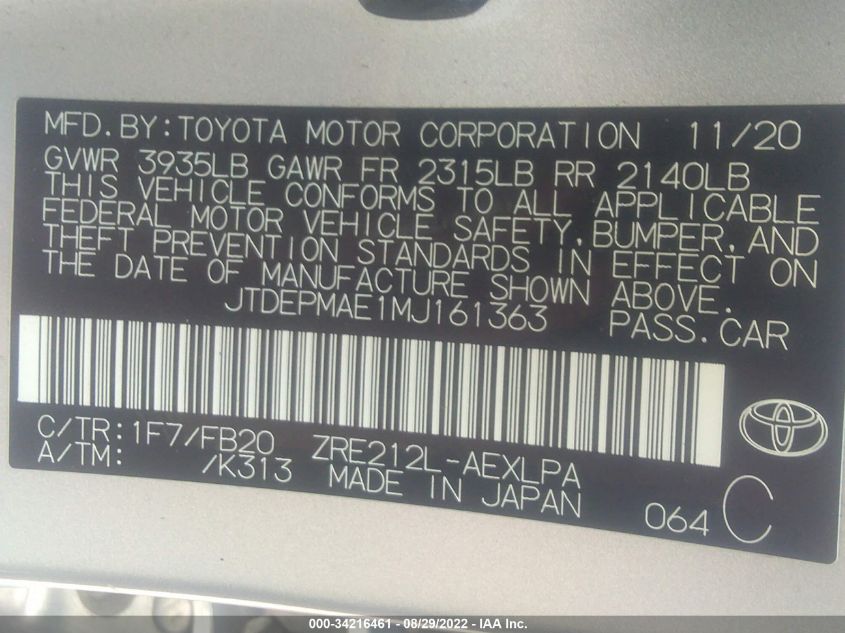 MFD.BY:TOYOTA MOTOR CORPORATION 11/20
GVWR 3935LB GAWR FR 2315LB RR 2140LB
THIS VEHICLE CONFORMS TO ALL APPLICABLE
FEDERAL MOTOR VEHICLE SAFETY,BUMPER,AND
THEFT PREVENTION STANDARDS IN EFFECT ON
THE DATE OF MANUFACTURE SHOWN ABOVE.
JTDEPMAE1MJ161363 PASS.CAR
C/TR:1F7/FB20 ZRE212L-AEXLPA
A/TM: /K313 MADE IN JAPAN
064 C
000-34216461 - 08/29/2022 - IAA Inc.